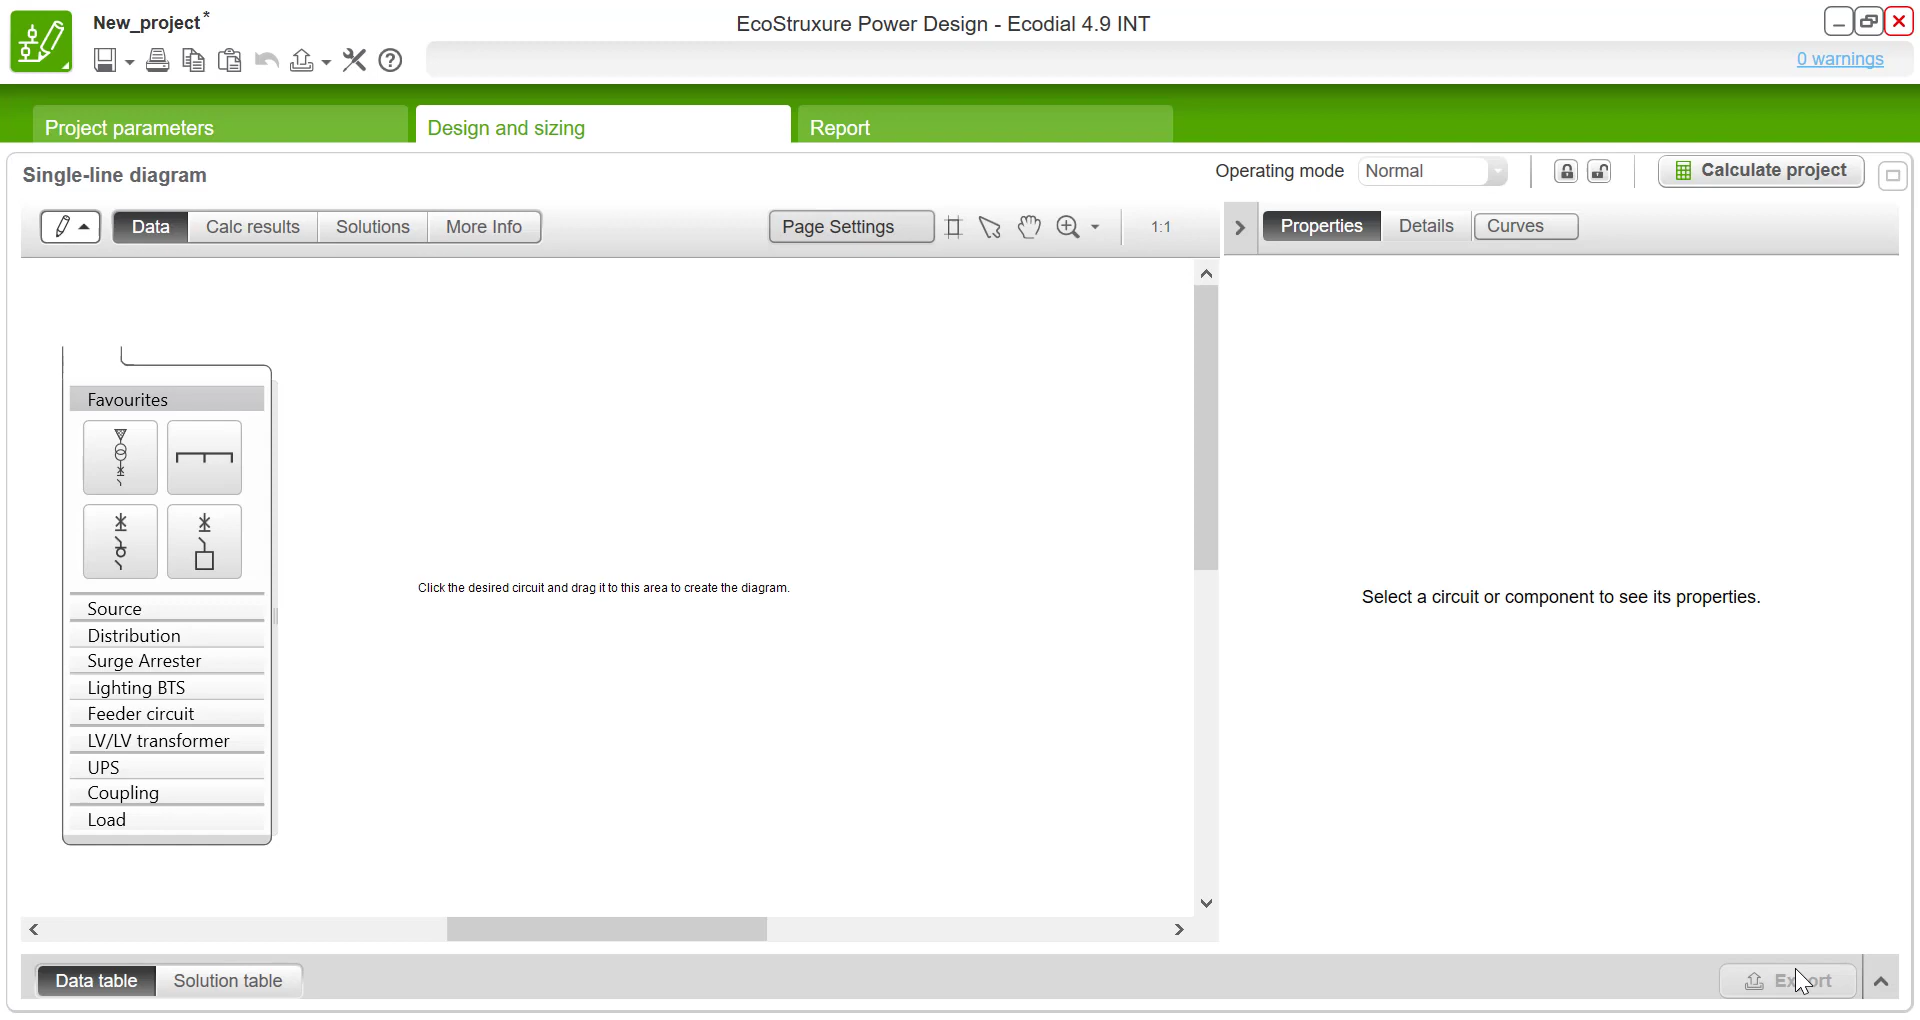 New_project*
EcoStruxure Power Design - Ecodial 4.9 INT
0 warnings
Project parameters
Design and sizing
Report
Single-line diagram
Operating mode
Normal
Calculate project
Data
Calc results
Solutions
More Info
Page Settings
1:1
Properties
Details
Curves
Favourites
Click the desired circuit and drag it to this area to create the diagram.
Select a circuit or component to see its properties.
Source
Distribution
Surge Arrester
Lighting BTS
Feeder circuit
LV/LV transformer
UPS
Coupling
Load
Data table
Solution table
Export